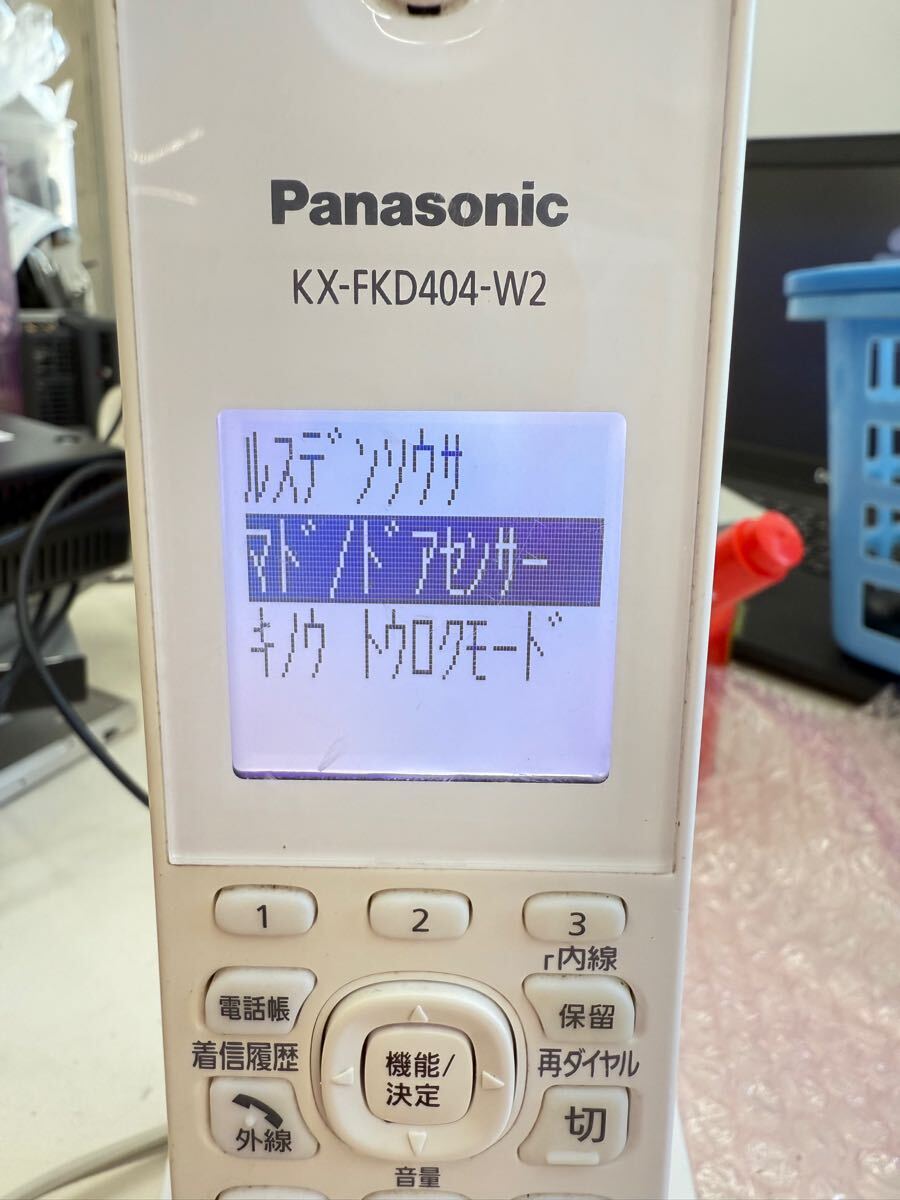 Panasonic
KX-FKD404-W2
ﾙｽﾃﾞﾝｿｳｻ
ﾏﾄﾞ/ﾄﾞｱｾﾝｻｰ
ｷﾉｳ ﾄｳﾛｸﾓｰﾄﾞ
1
2
3
r内線
電話帳
保留
着信履歴
機能/
決定
再ダイヤル
外線
切
音量